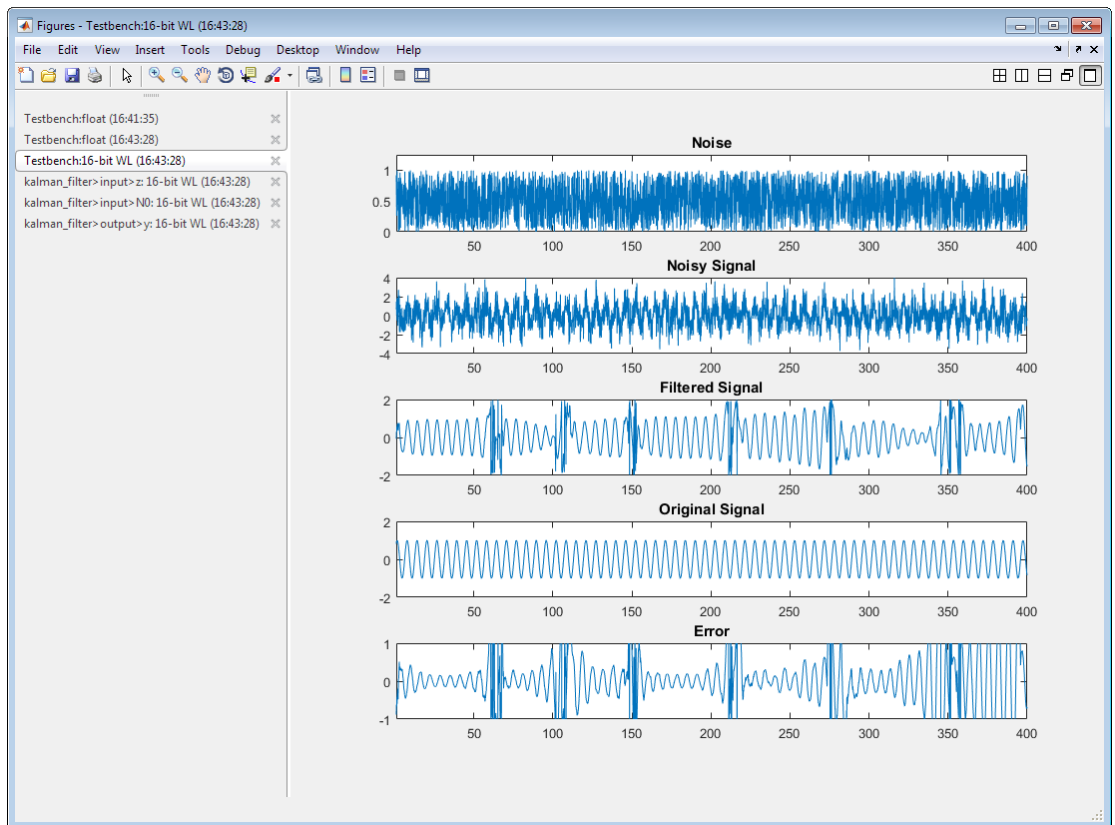 Figures - Testbench:16-bit WL (16:43:28)
File Edit View Insert Tools Debug Desktop Window Help
Testbench:float (16:41:35)
Testbench:float (16:43:28)
Testbench:16-bit WL (16:43:28)
kalman_filter>input>z: 16-bit WL (16:43:28)
kalman_filter>input>N0: 16-bit WL (16:43:28)
kalman_filter>output>y: 16-bit WL (16:43:28)
Noise
1
0.5
0
50 100 150 200 250 300 350 400
Noisy Signal
4
2
0
-2
-4
50 100 150 200 250 300 350 400
Filtered Signal
2
0
-2
50 100 150 200 250 300 350 400
Original Signal
2
0
-2
50 100 150 200 250 300 350 400
Error
1
0
-1
50 100 150 200 250 300 350 400